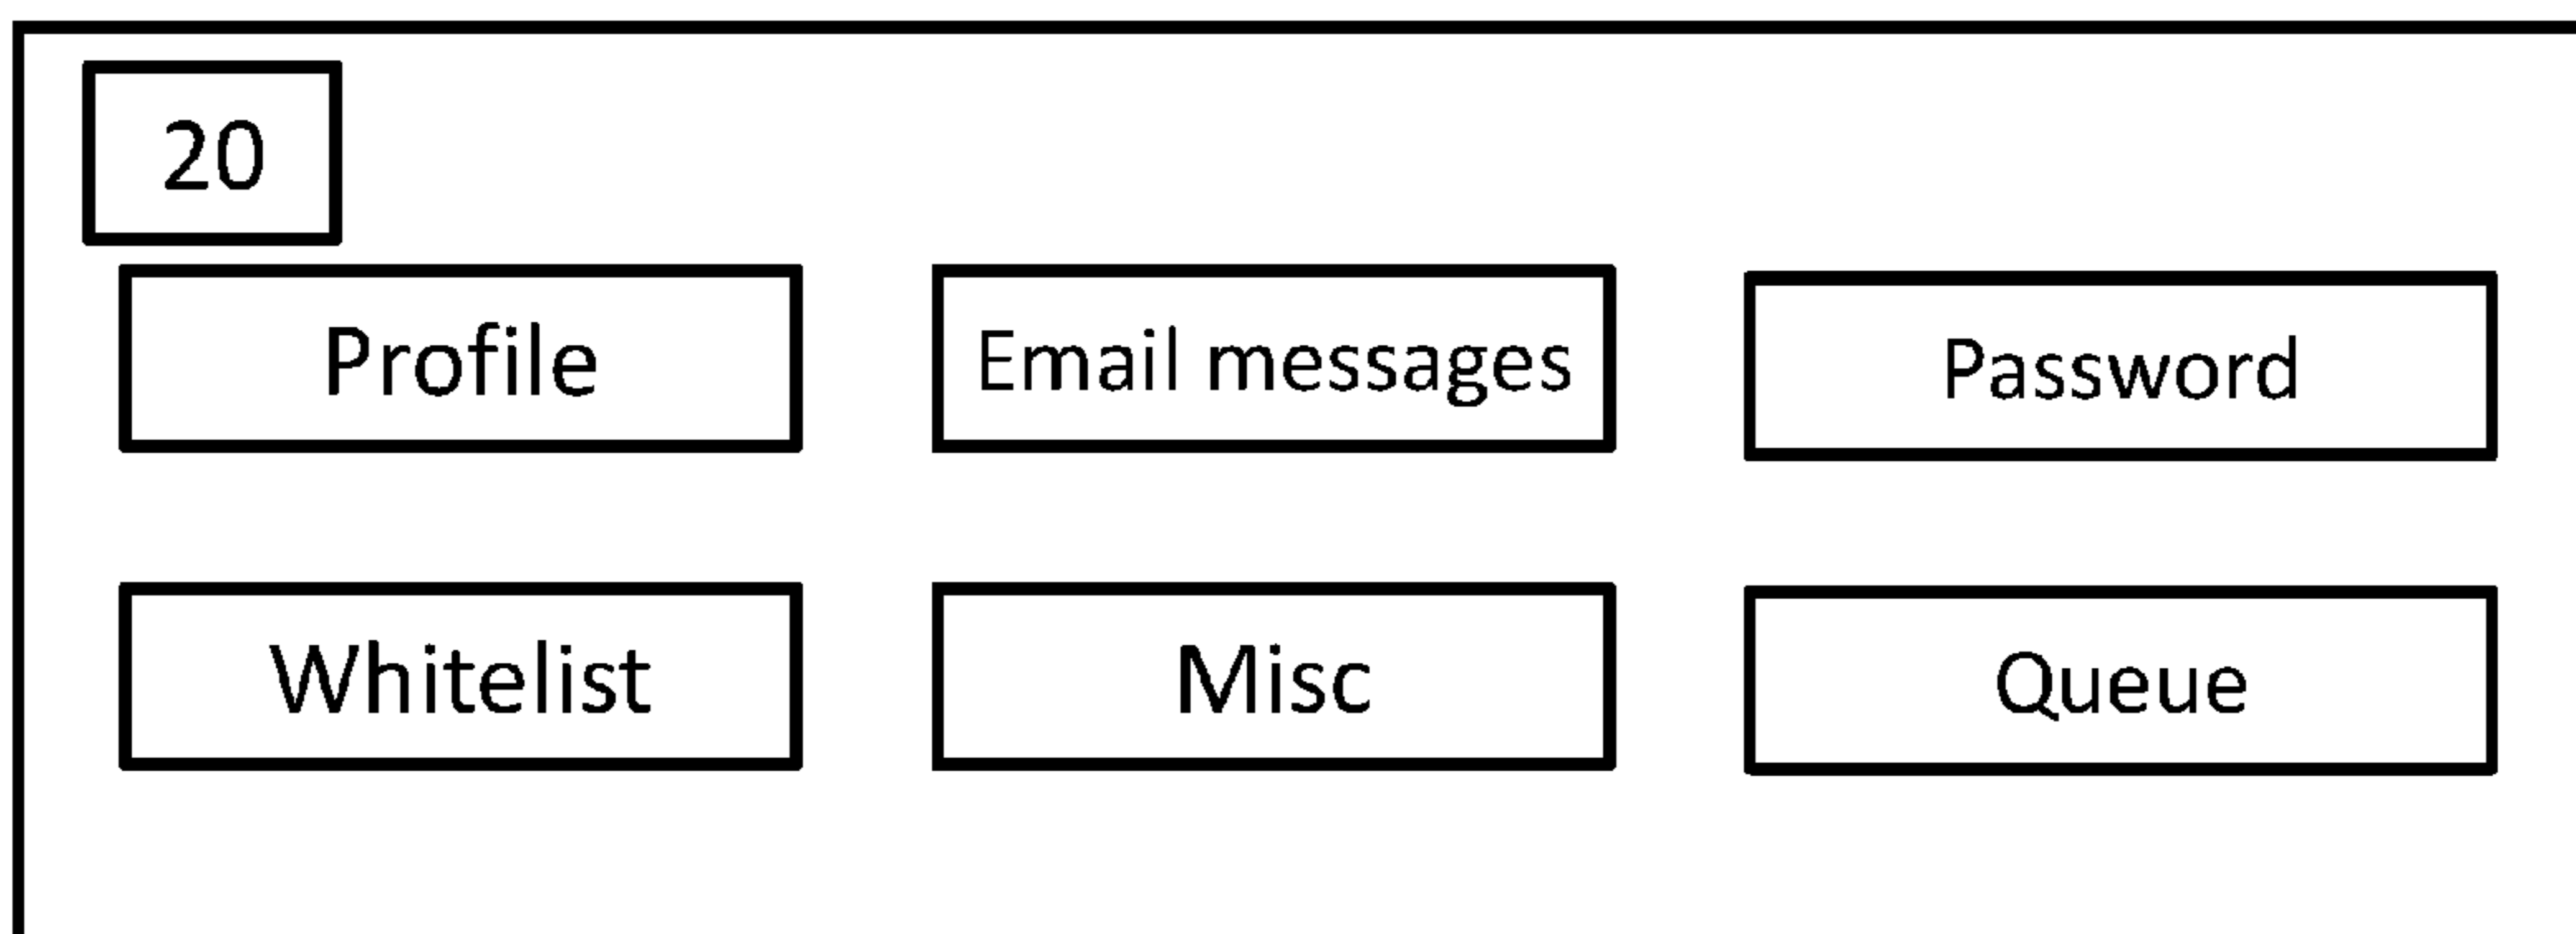 20
Profile
Email messages
Password
Whitelist
Misc
Queue